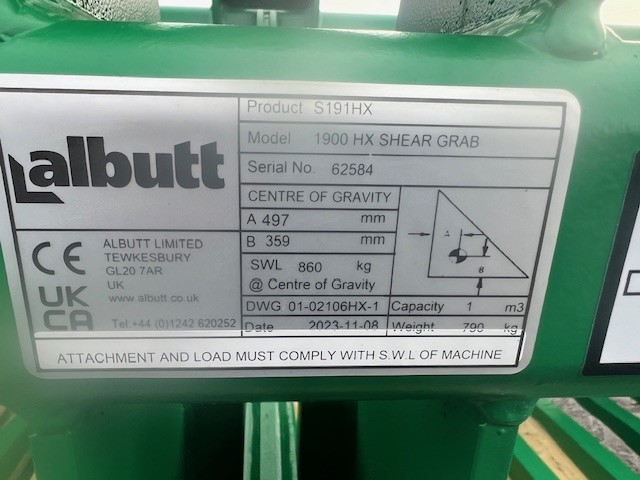 albutt
Product S191HX
Model 1900 HX SHEAR GRAB
Serial No. 62584
CENTRE OF GRAVITY
A 497 mm
B 359 mm
SWL 860 kg
@ Centre of Gravity
A
B
CE
UK
CA
ALBUTT LIMITED
TEWKESBURY
GL20 7AR
UK
www.albutt.co.uk
Tel:+44 (0)1242 620252
DWG 01-02106HX-1 Capacity 1 m3
Date 2023-11-08 Weight 790 kg
ATTACHMENT AND LOAD MUST COMPLY WITH S.W.L OF MACHINE